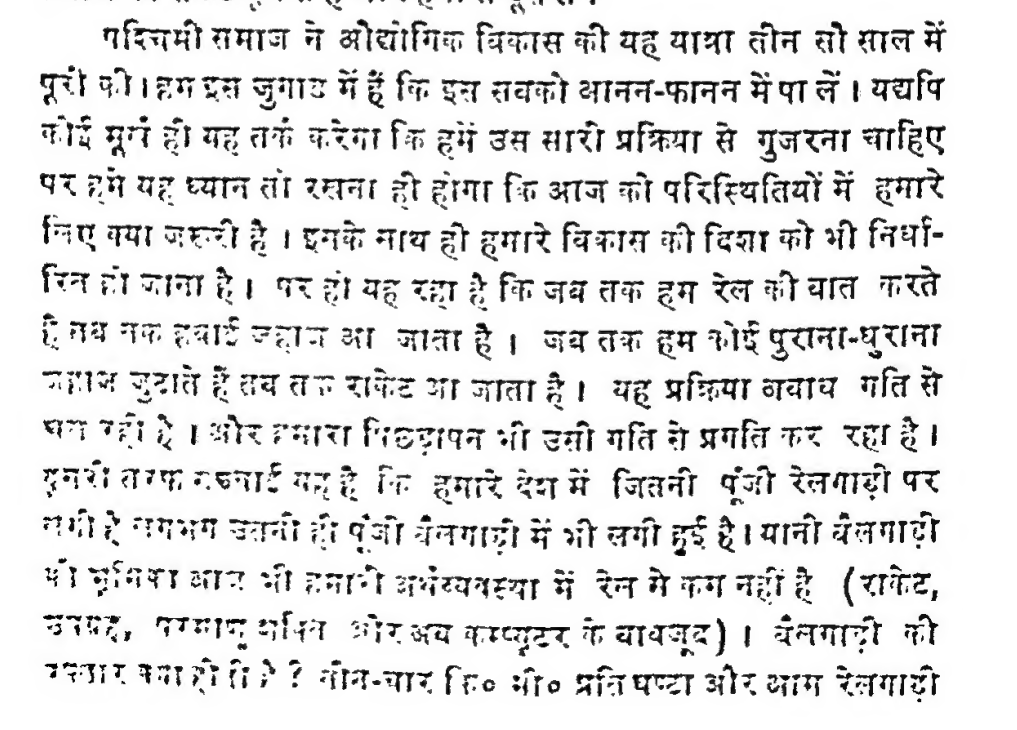 पश्चिमी समाज ने औद्योगिक विकास की यह यात्रा तीन सौ साल में
पूरी की। हम इस जुगाड में हैं कि इस सबको आनन-फानन में पा लें । यद्यपि
कोई मूर्ख ही यह तर्क करेगा कि हमें उस सारी प्रक्रिया से गुजरना चाहिए
पर हमें यह ध्यान तो रखना ही होगा कि आज की परिस्थितियों में हमारे
लिए क्या जरूरी है । इसके साथ ही हमारे विकास की दिशा को भी निर्धा-
रित हो जाना है। पर हो यह रहा है कि जब तक हम रेल की बात करते
हैं तब तक हवाई जहाज आ जाता है । जब तक हम कोई पुराना-धुराना
जहाज जुटाते हैं तब तक राकेट आ जाता है। यह प्रक्रिया अबाध गति से
चल रही है । और हमारा पिछड़ापन भी उसी गति से प्रगति कर रहा है।
दूसरी तरफ सच्चाई यह है कि हमारे देश में जितनी पूंजी रेलगाड़ी पर
लगी है लगभग उतनी ही पूंजी बैलगाड़ी में भी लगी हुई है। यानी बैलगाड़ी
की भूमिका आज भी हमारी अर्थव्यवस्था में रेल से कम नहीं है (राकेट,
उपग्रह, परमाणु शक्ति और अब कम्प्यूटर के बावजूद) । बैलगाड़ी की
रफ्तार क्या होती है ? तीन-चार कि० मी० प्रति घण्टा और आम रेलगाड़ी